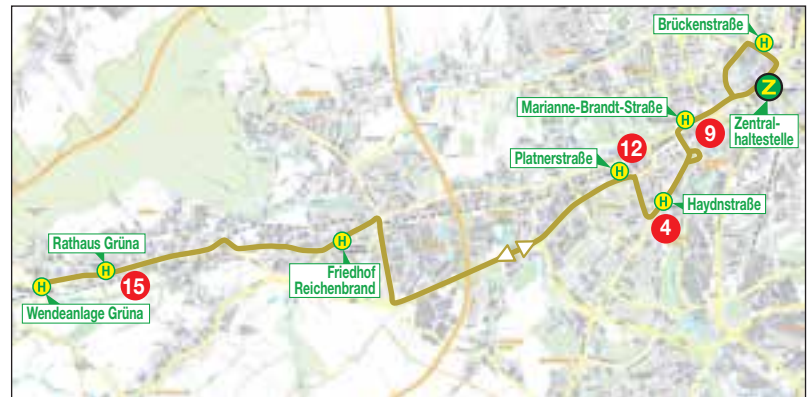 Brückenstraße
H
Z
Marianne-Brandt-Straße
H
9
Zentral-
haltestelle
12
Platnerstraße
H
H
Haydnstraße
4
Rathaus Grüna
H
H
15
Friedhof
Reichenbrand
H
Wendeanlage Grüna